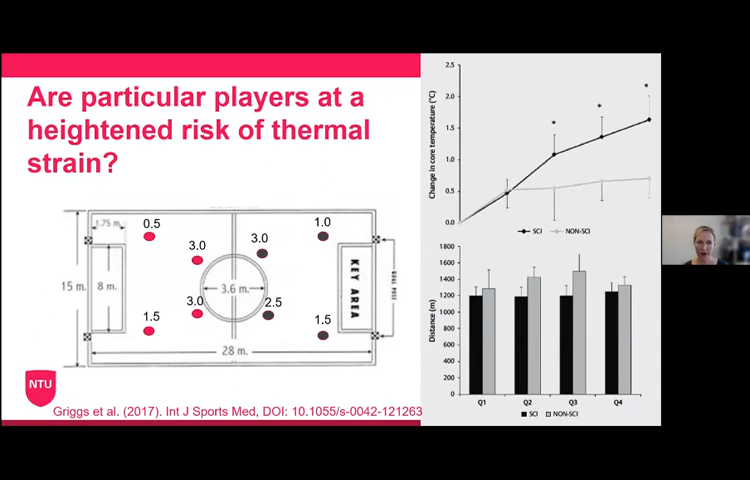 Are particular players at a
heightened risk of thermal
strain?
1.75 m.
0.5
1.0
3.0
3.0
15 m.
8 m.
3.6 m.
KEY AREA
GOAL POST
3.0
2.5
1.5
1.5
28 m.
NTU
Griggs et al. (2017). Int J Sports Med, DOI: 10.1055/s-0042-121263
Change in core temperature (°C)
2.5
2.0
1.5
1.0
0.5
0
*
*
*
SCI
NON-SCI
Distance (m)
1800
1600
1400
1200
1000
800
600
400
200
0
Q1
Q2
Q3
Q4
SCI
NON-SCI